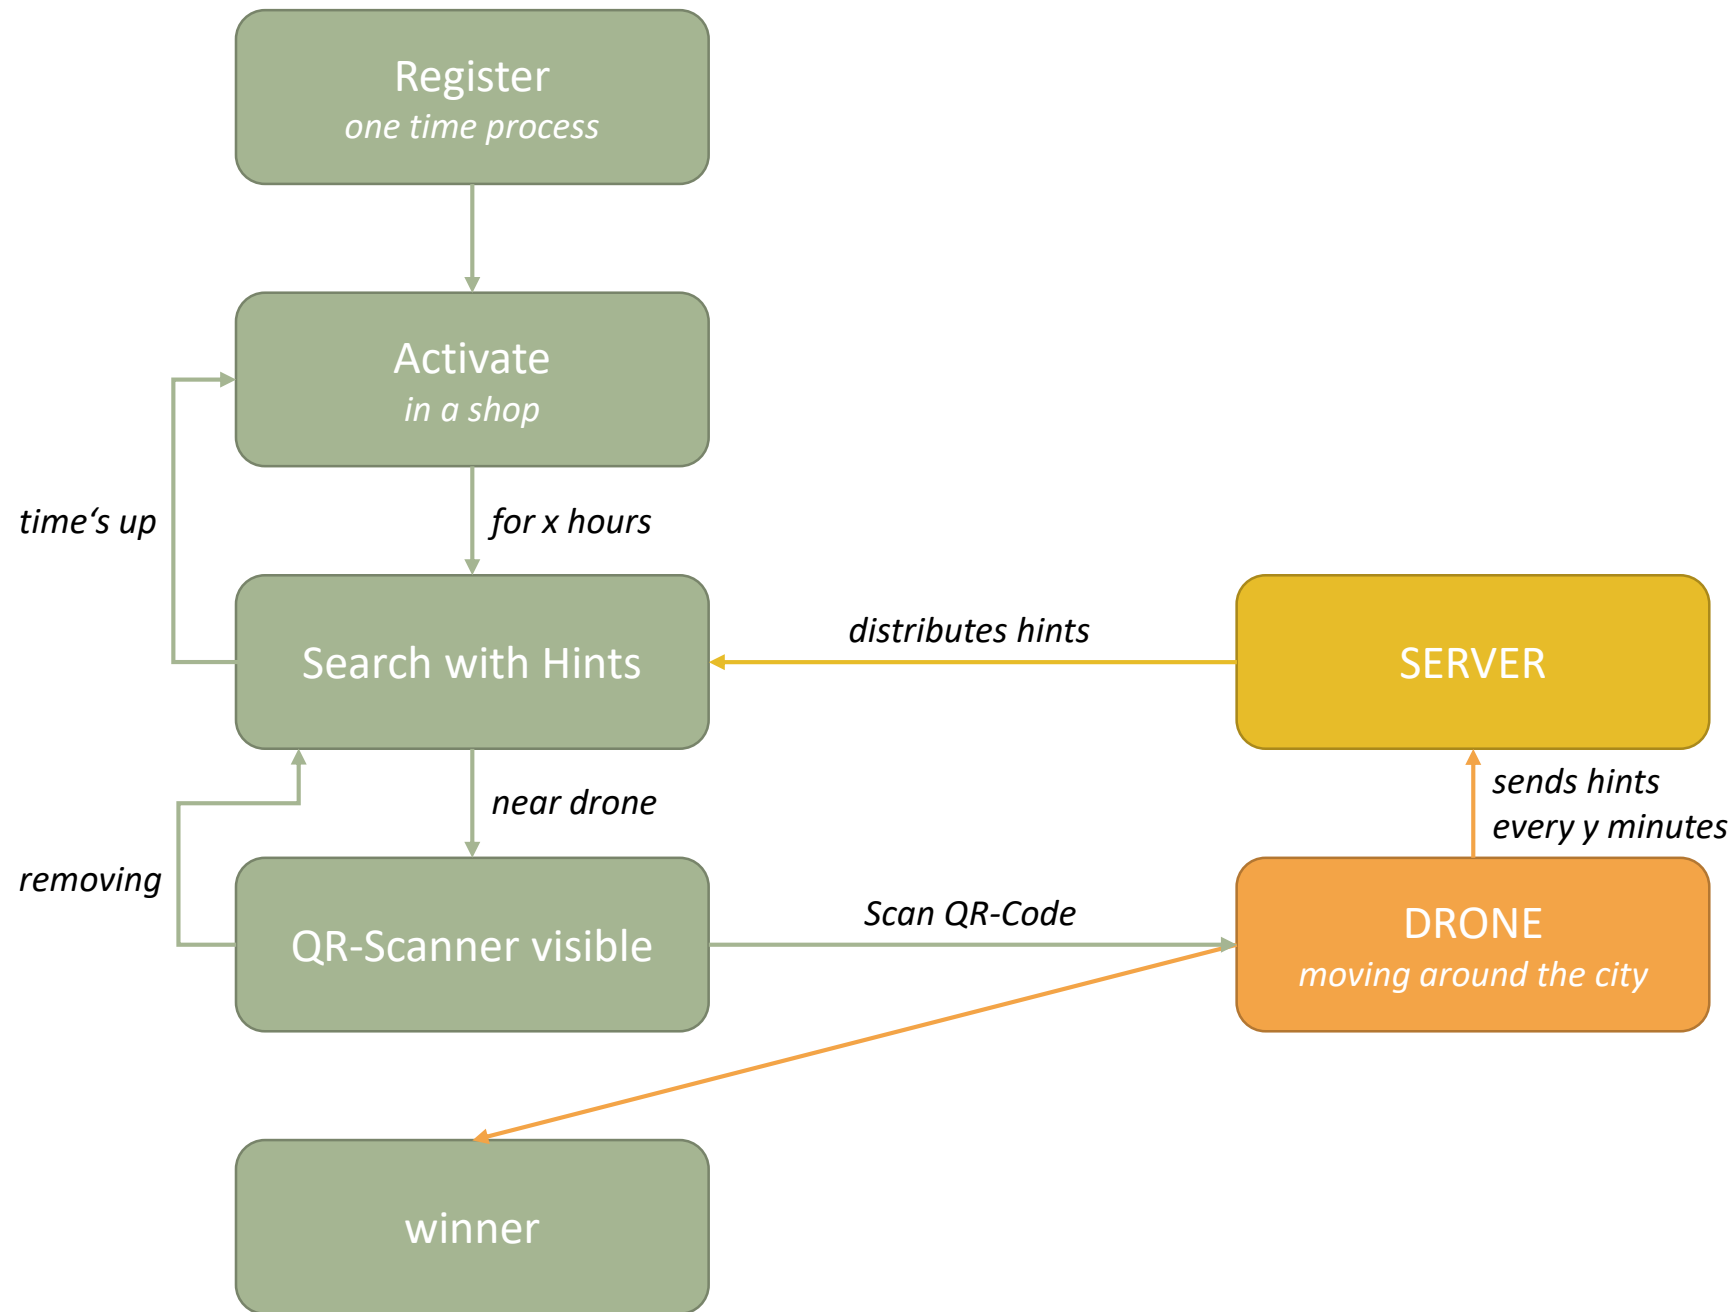 Register
one time process
Activate
in a shop
time‘s up
for x hours
Search with Hints
distributes hints
SERVER
near drone
sends hints
every y minutes
removing
QR-Scanner visible
Scan QR-Code
DRONE
moving around the city
winner